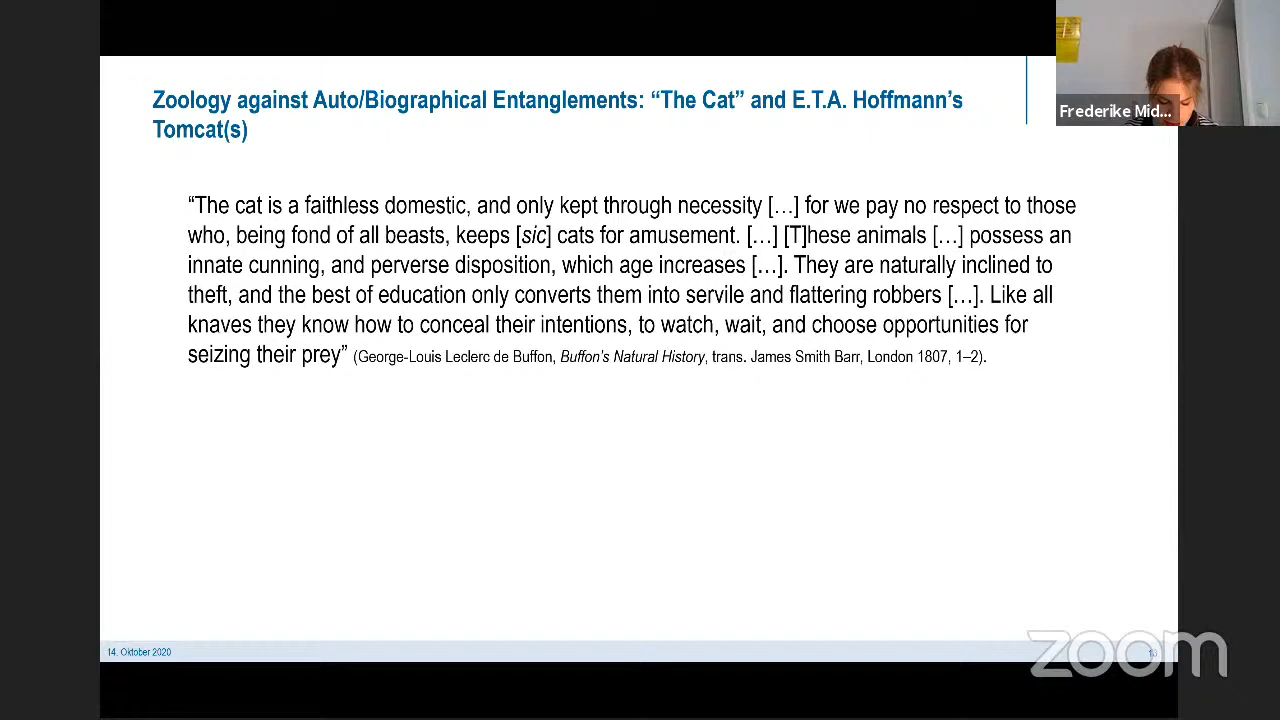 Zoology against Auto/Biographical Entanglements: “The Cat” and E.T.A. Hoffmann’s
Tomcat(s)
Frederike Mid...
“The cat is a faithless domestic, and only kept through necessity […] for we pay no respect to those
who, being fond of all beasts, keeps [sic] cats for amusement. […] [T]hese animals […] possess an
innate cunning, and perverse disposition, which age increases […]. They are naturally inclined to
theft, and the best of education only converts them into servile and flattering robbers […]. Like all
knaves they know how to conceal their intentions, to watch, wait, and choose opportunities for
seizing their prey” (George-Louis Leclerc de Buffon, Buffon’s Natural History, trans. James Smith Barr, London 1807, 1–2).
14. Oktober 2020
zoom